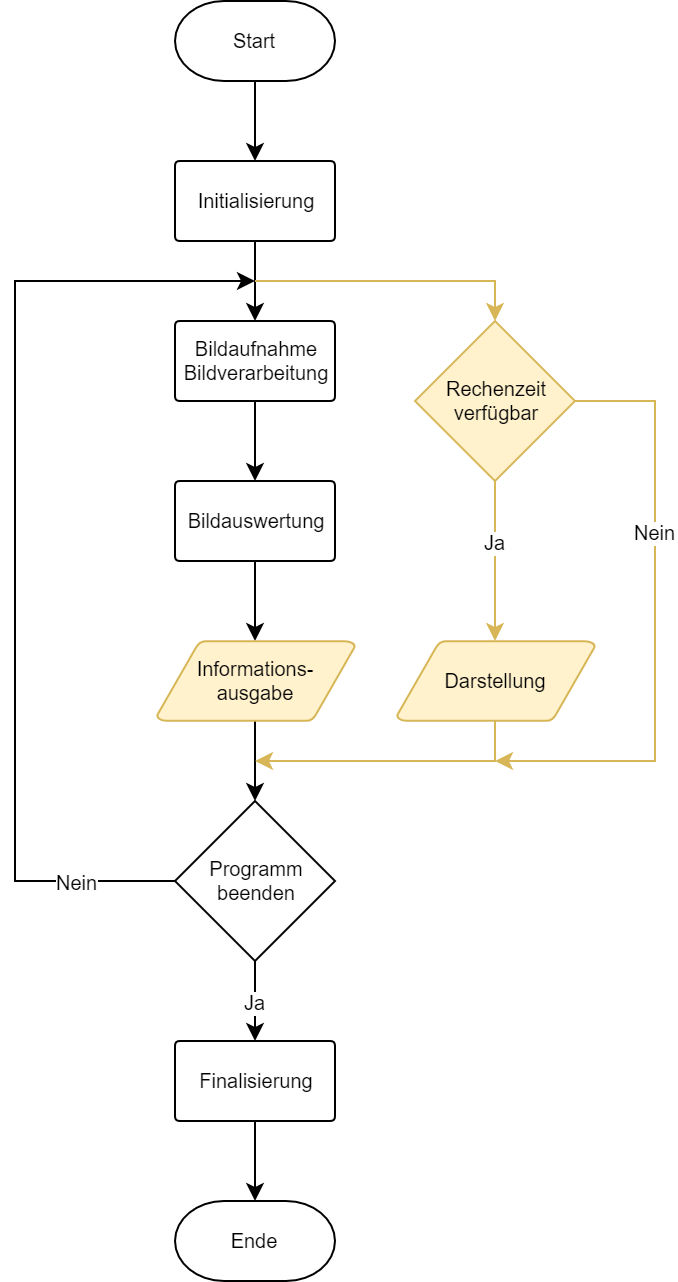 Start
Initialisierung
Bildaufnahme
Bildverarbeitung
Rechenzeit
verfügbar
Bildauswertung
Ja
Nein
Informations-
ausgabe
Darstellung
Programm
beenden
Nein
Ja
Finalisierung
Ende